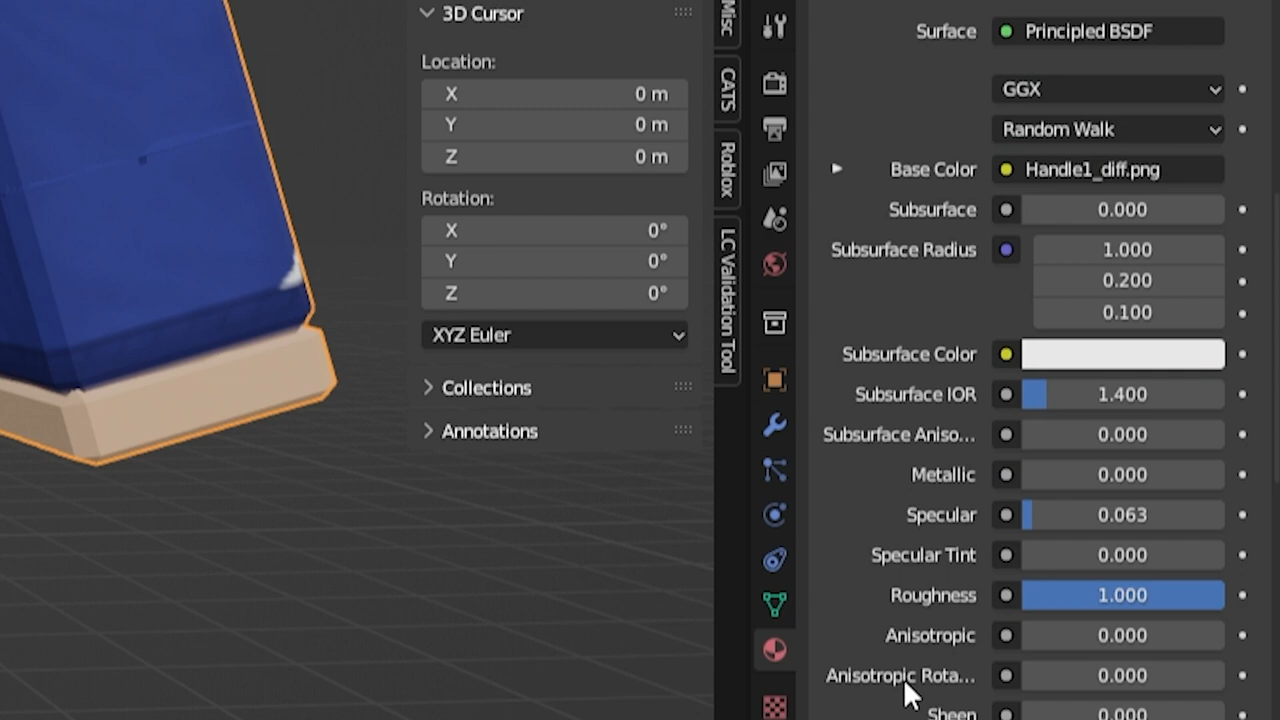 3D Cursor
Location:
X 0 m
Y 0 m
Z 0 m
Rotation:
X 0°
Y 0°
Z 0°
XYZ Euler
Collections
Annotations
Misc
CATS
Roblox
LC Validation Tool
Surface Principled BSDF
GGX
Random Walk
Base Color Handle1_diff.png
Subsurface 0.000
Subsurface Radius 1.000
0.200
0.100
Subsurface Color
Subsurface IOR 1.400
Subsurface Aniso... 0.000
Metallic 0.000
Specular 0.063
Specular Tint 0.000
Roughness 1.000
Anisotropic 0.000
Anisotropic Rota... 0.000
Sheen 0.000